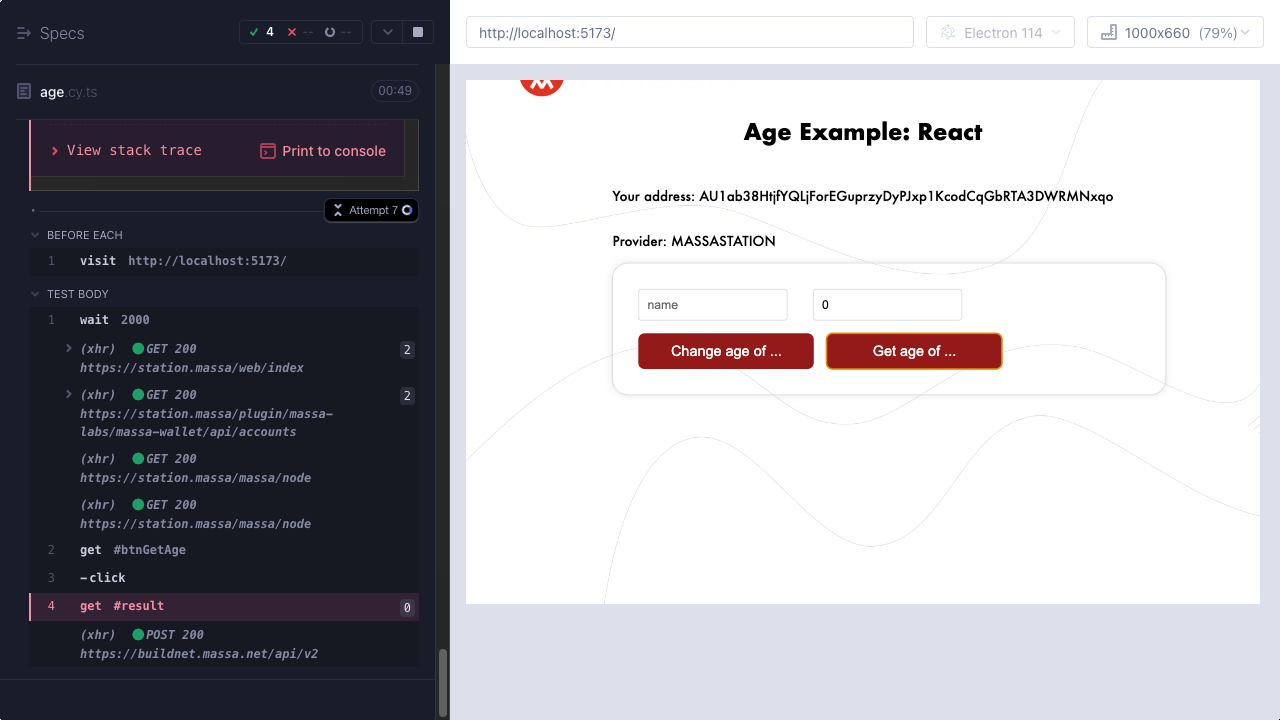 Specs
4
--
--
age.cy.ts
00:49
View stack trace
Print to console
Attempt 7
BEFORE EACH
1 visit http://localhost:5173/
TEST BODY
1 wait 2000
(xhr) GET 200 2
https://station.massa/web/index
(xhr) GET 200 2
https://station.massa/plugin/massa-
labs/massa-wallet/api/accounts
(xhr) GET 200
https://station.massa/massa/node
(xhr) GET 200
https://station.massa/massa/node
2 get #btnGetAge
3 -click
4 get #result 0
(xhr) POST 200
https://buildnet.massa.net/api/v2
http://localhost:5173/
Electron 114
1000x660 (79%)
Age Example: React
Your address: AU1ab38HtjfYQLjForEGuprzyDyPJxp1KcodCqGbRTA3DWRMNxqo
Provider: MASSASTATION
name
0
Change age of ...
Get age of ...